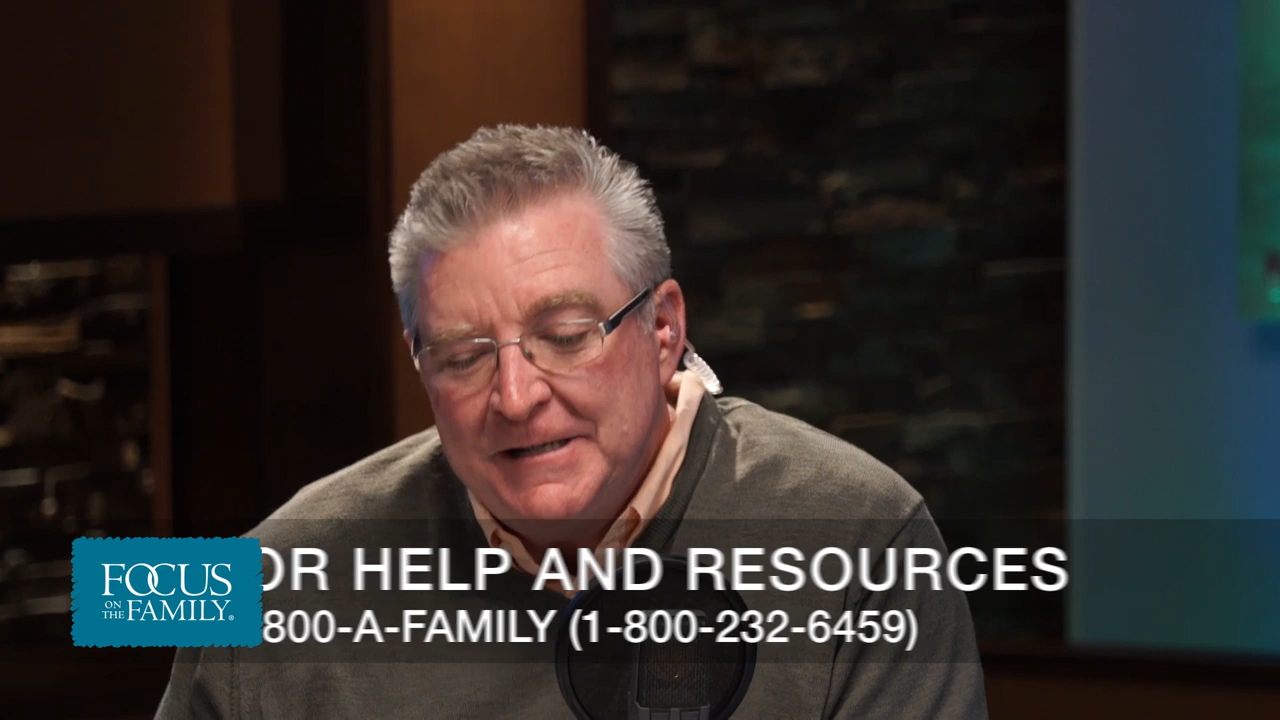 FOCUS
ON
THE FAMILY®
OR HELP AND RESOURCES
800-A-FAMILY (1-800-232-6459)